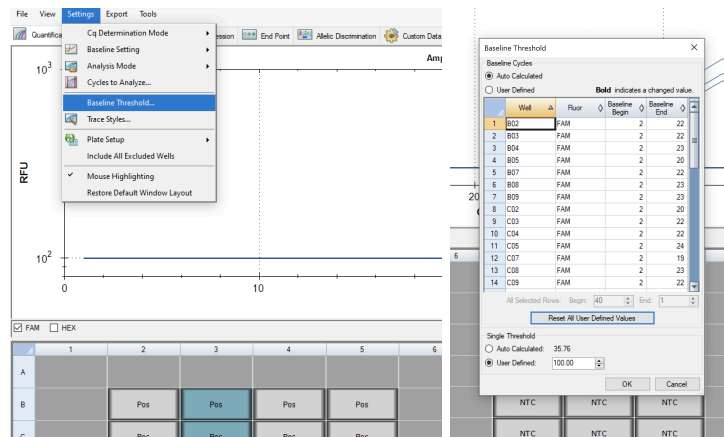 File View Settings Export Tools
Quantifica
ession End Point Allelic Discrimination Custom Data
Cq Determination Mode
Baseline Setting
Analysis Mode
Cycles to Analyze...
Baseline Threshold...
Trace Styles...
Plate Setup
Include All Excluded Wells
Mouse Highlighting
Restore Default Window Layout
Amp
10³
RFU
10²
0 10
FAM HEX
1 2 3 4 5 6
A
B Pos Pos Pos Pos
C Pos Pos Pos Pos
Baseline Threshold
Baseline Cycles
Auto Calculated
User Defined Bold indicates a changed value.
Well Fluor Baseline Begin Baseline End
1 B02 FAM 2 22
2 B03 FAM 2 22
3 B04 FAM 2 23
4 B05 FAM 2 20
5 B07 FAM 2 22
6 B08 FAM 2 23
7 B09 FAM 2 23
8 C02 FAM 2 20
9 C03 FAM 2 22
10 C04 FAM 2 22
11 C05 FAM 2 24
12 C07 FAM 2 19
13 C08 FAM 2 23
14 C09 FAM 2 22
All Selected Rows: Begin: 40 End: 1
Reset All User Defined Values
Single Threshold
Auto Calculated: 35.76
User Defined: 100.00
OK Cancel
20
6
NTC NTC NTC
NTC NTC NTC